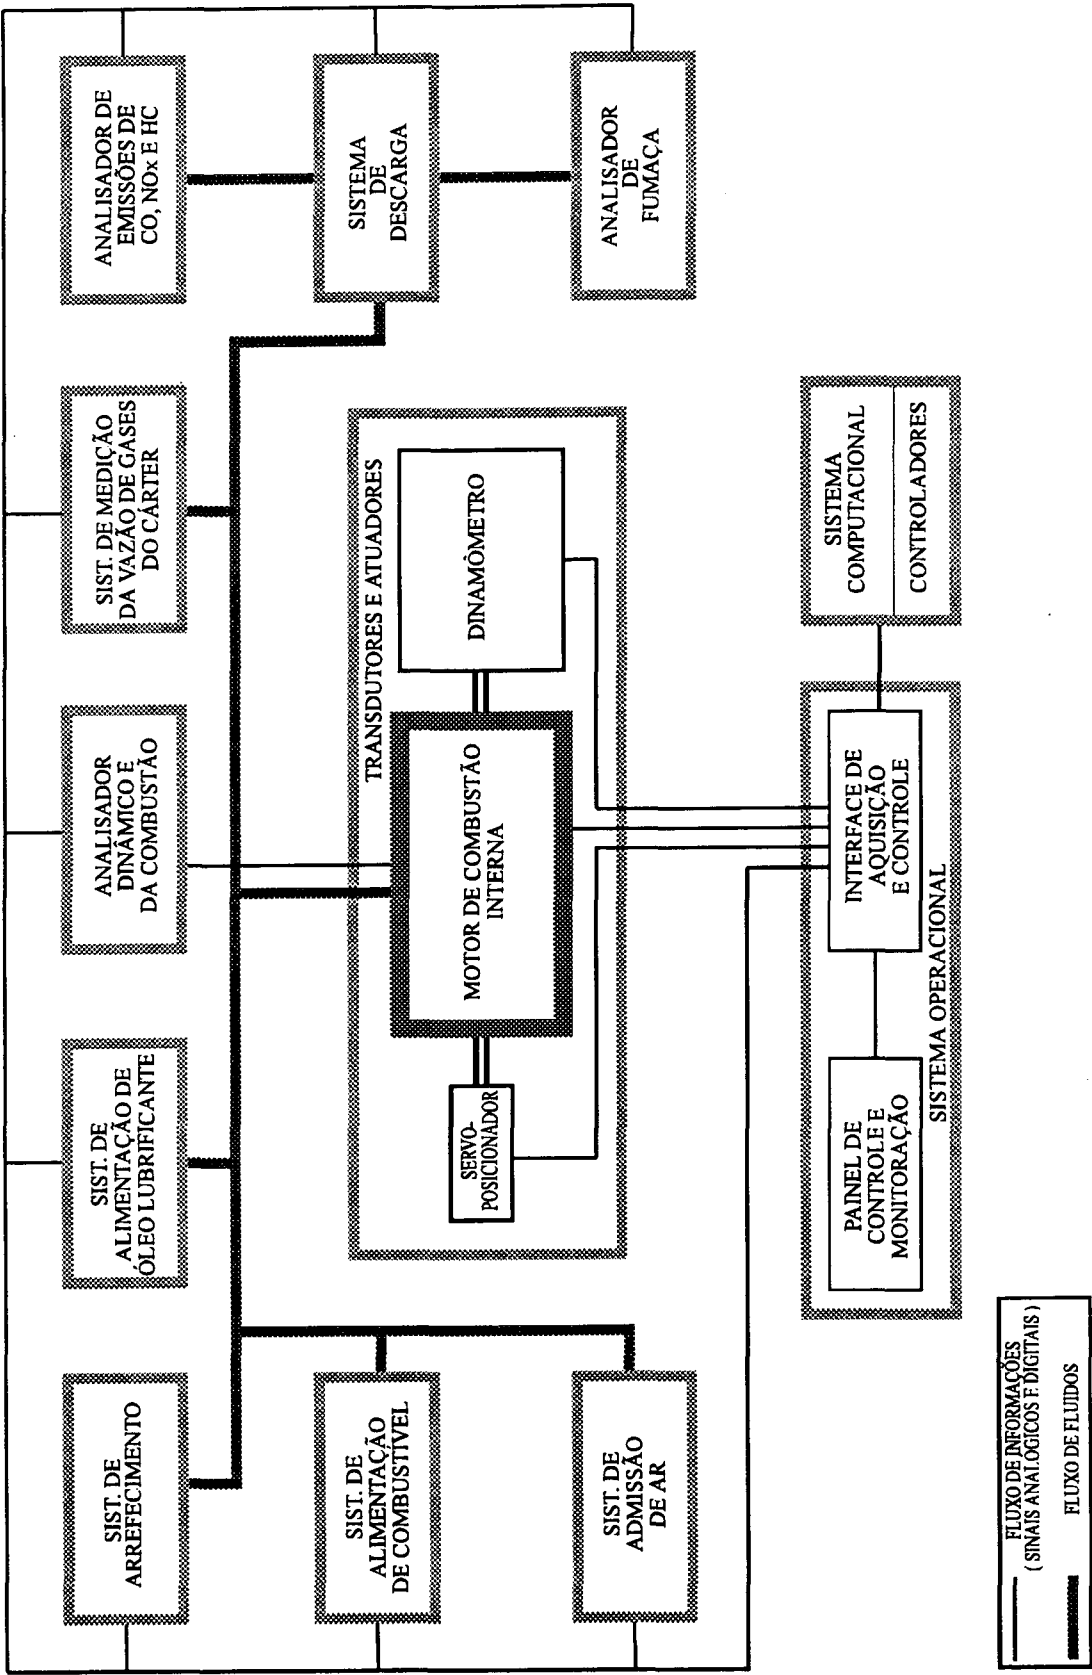 SIST. DE
ARREFECIMENTO
SIST. DE
ALIMENTAÇÃO DE
ÓLEO LUBRIFICANTE
ANALISADOR
DINÂMICO E
DA COMBUSTÃO
SIST. DE MEDIÇÃO
DA VAZÃO DE GASES
DO CÁRTER
ANALISADOR DE
EMISSÕES DE
CO, NOx E HC
SIST. DE
ALIMENTAÇÃO
DE COMBUSTÍVEL
SISTEMA
DE
DESCARGA
SIST. DE
ADMISSÃO
DE AR
ANALISADOR
DE
FUMAÇA
TRANSDUTORES E ATUADORES
SERVO-
POSICIONADOR
MOTOR DE COMBUSTÃO
INTERNA
DINAMÔMETRO
PAINEL DE
CONTROLE E
MONITORAÇÃO
INTERFACE DE
AQUISIÇÃO
E CONTROLE
SISTEMA OPERACIONAL
SISTEMA
COMPUTACIONAL
CONTROLADORES
FLUXO DE INFORMAÇÕES
( SINAIS ANALÓGICOS E DIGITAIS )
FLUXO DE FLUIDOS